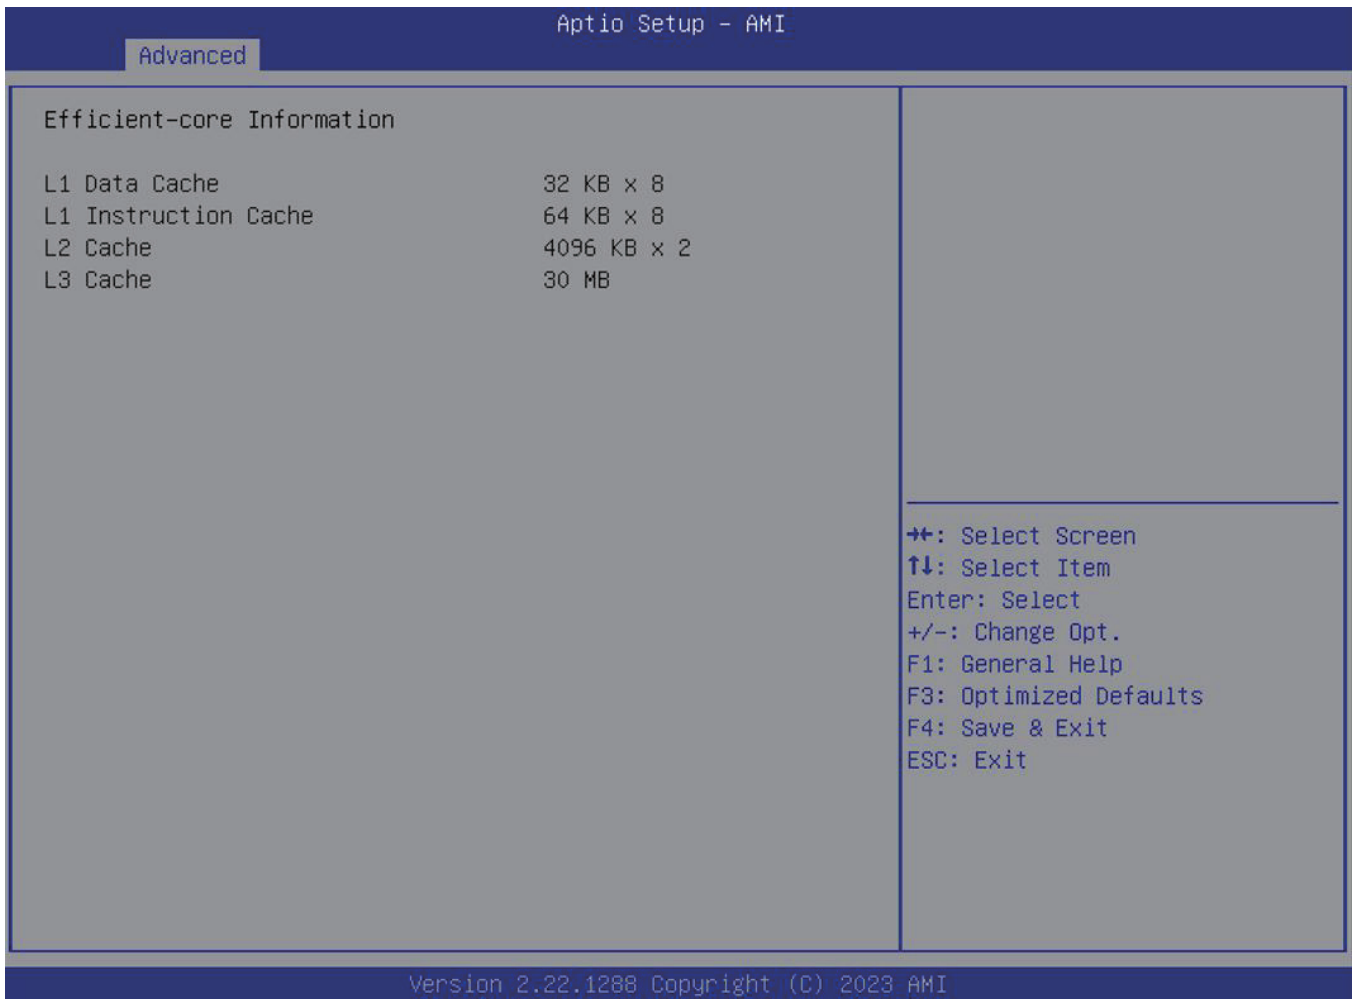 Aptio Setup – AMI
Advanced
Efficient-core Information
L1 Data Cache 32 KB x 8
L1 Instruction Cache 64 KB x 8
L2 Cache 4096 KB x 2
L3 Cache 30 MB
→←: Select Screen
↑↓: Select Item
Enter: Select
+/-: Change Opt.
F1: General Help
F3: Optimized Defaults
F4: Save & Exit
ESC: Exit
Version 2.22.1288 Copyright (C) 2023 AMI